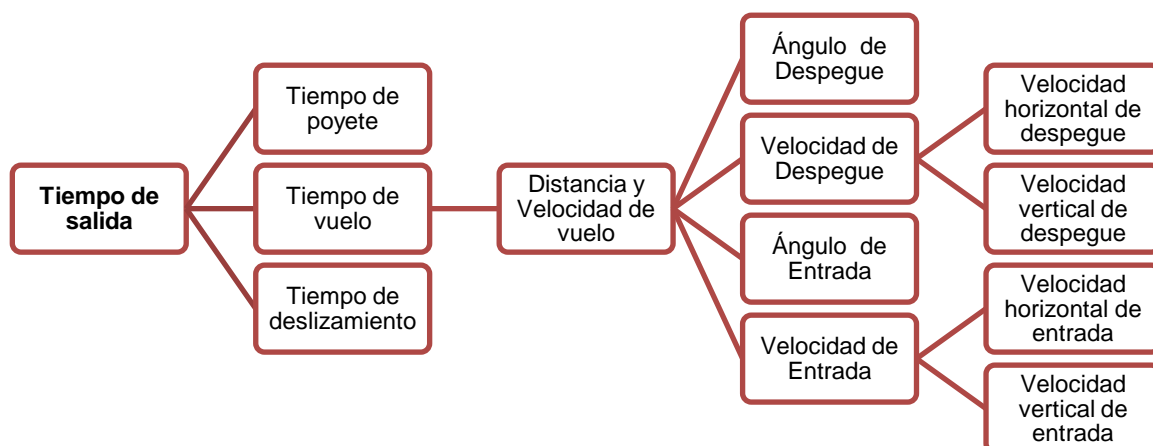 Tiempo de
salida
Tiempo de
poyete
Tiempo de
vuelo
Tiempo de
deslizamiento
Distancia y
Velocidad de
vuelo
Ángulo de
Despegue
Velocidad de
Despegue
Ángulo de
Entrada
Velocidad de
Entrada
Velocidad
horizontal de
despegue
Velocidad
vertical de
despegue
Velocidad
horizontal de
entrada
Velocidad
vertical de
entrada